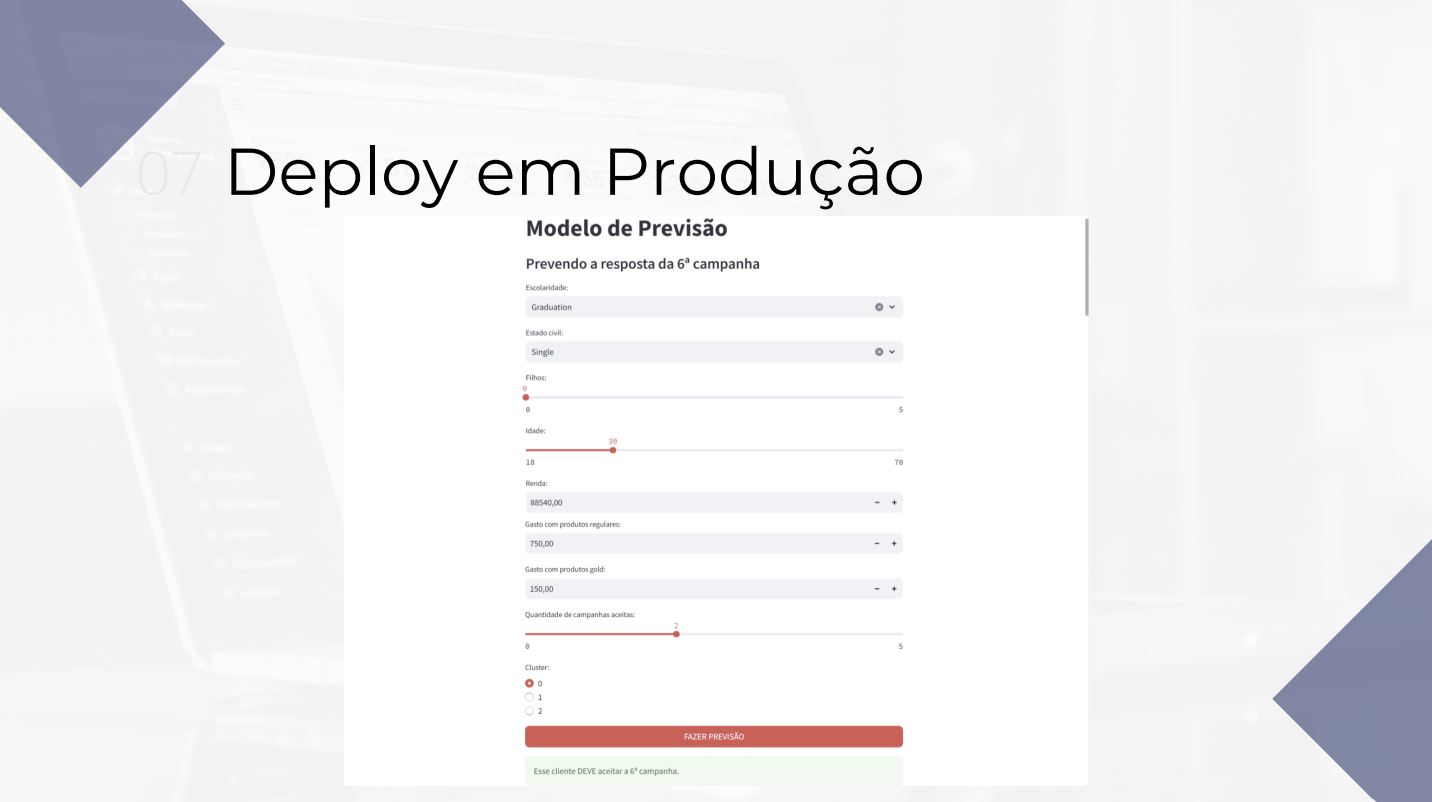 07 Deploy em Produção
Modelo de Previsão
Prevendo a resposta da 6ª campanha
Escolaridade:
Graduation
Estado civil:
Single
Filhos:
0
0 5
Idade:
30
18 70
Renda:
88540,00 - +
Gasto com produtos regulares:
750,00 - +
Gasto com produtos gold:
150,00 - +
Quantidade de campanhas aceitas:
2
0 5
Cluster:
0
1
2
FAZER PREVISÃO
Esse cliente DEVE aceitar a 6ª campanha.